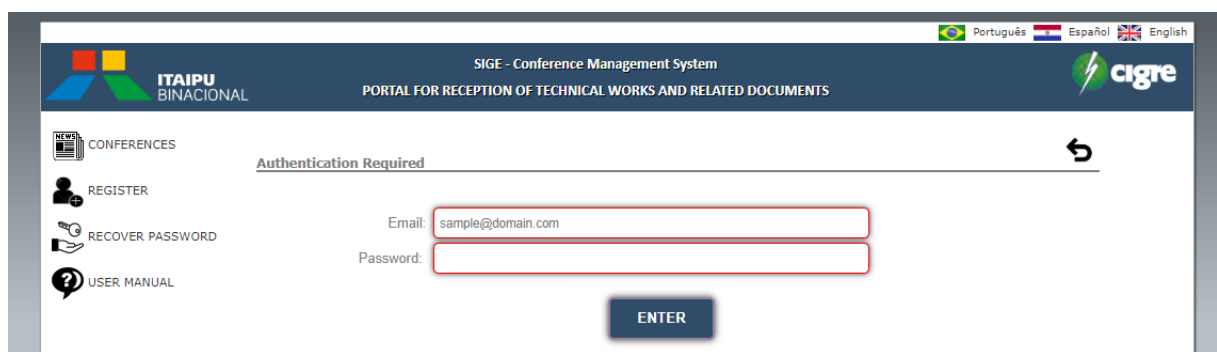 Português Español English
ITAIPU
BINACIONAL
SIGE - Conference Management System
PORTAL FOR RECEPTION OF TECHNICAL WORKS AND RELATED DOCUMENTS
cigre
NEWS
CONFERENCES
REGISTER
RECOVER PASSWORD
USER MANUAL
Authentication Required
Email: sample@domain.com
Password:
ENTER